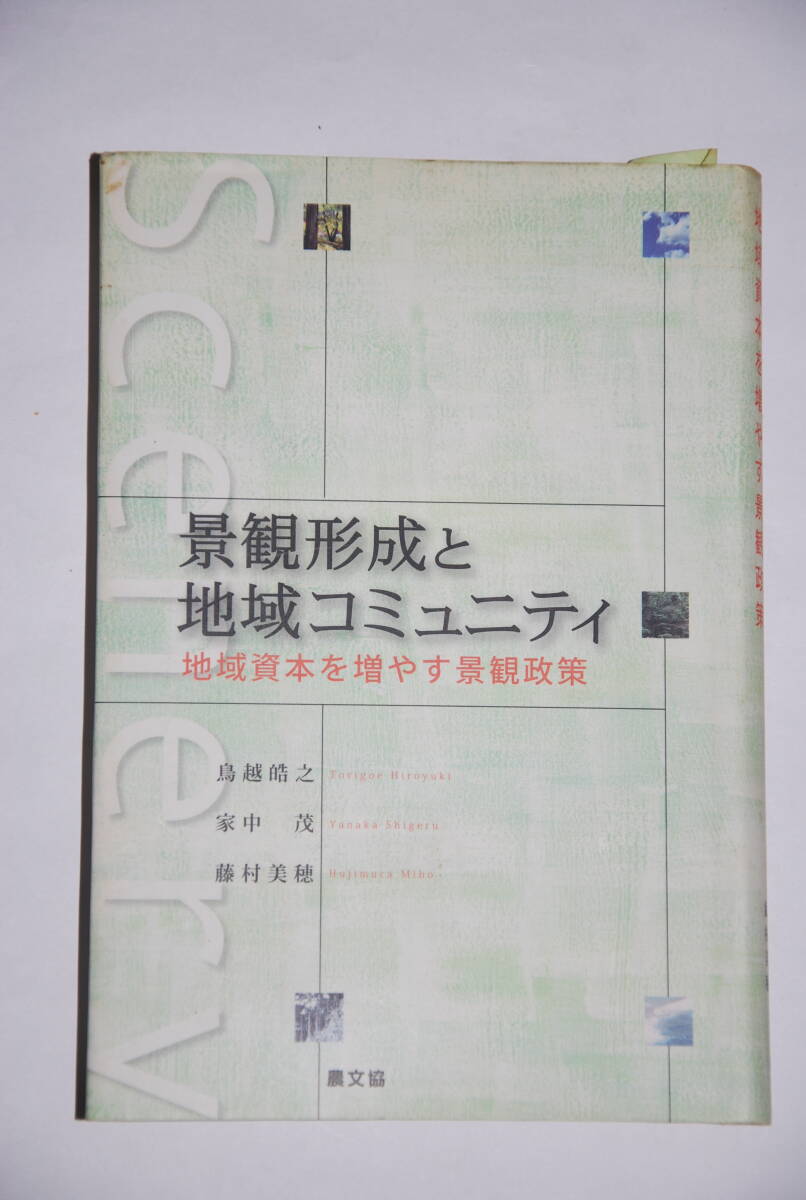 Scenery
景観形成と
地域コミュニティ
地域資本を増やす景観政策
鳥越皓之 Torigoe Hiroyuki
家中 茂 Yanaka Shigeru
藤村美穂 Hujimura Miho
農文協
地域資本を増やす景観政策